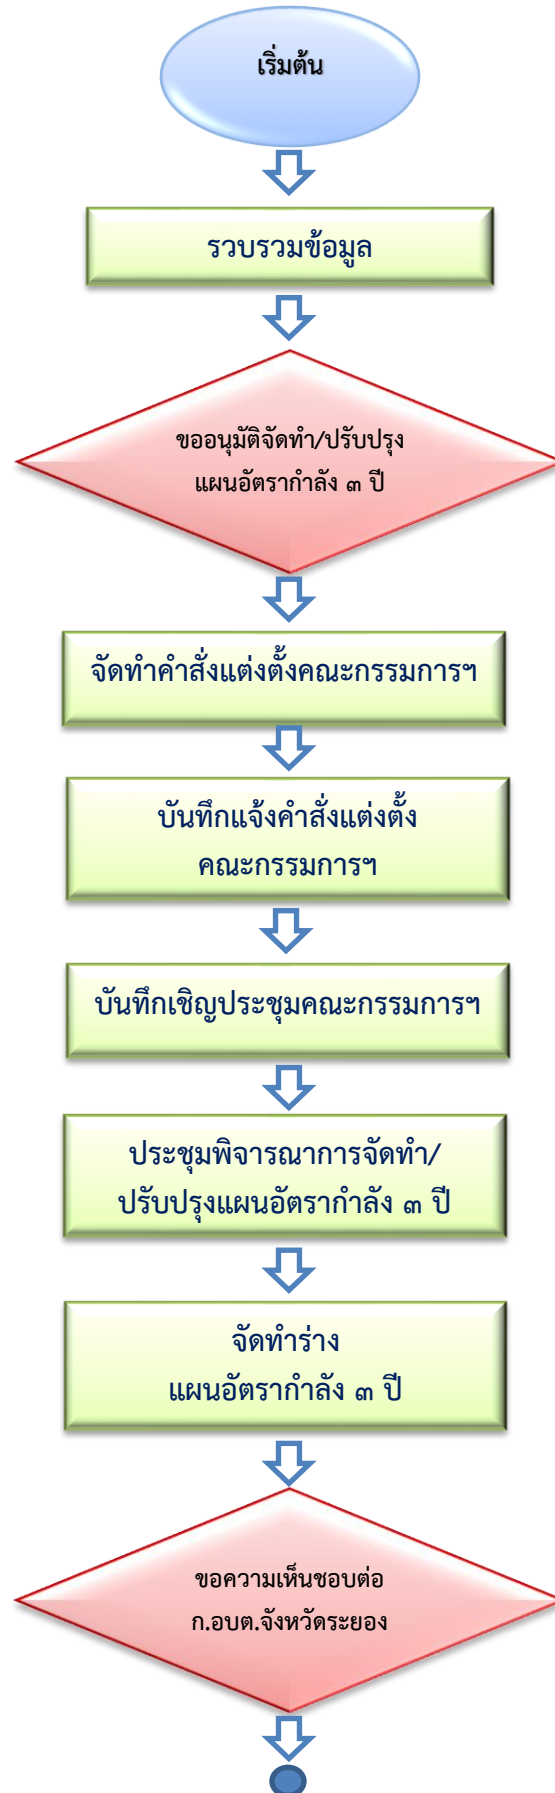 เริ่มต้น
รวบรวมข้อมูล
ขออนุมัติจัดทำ/ปรับปรุง
แผนอัตรากำลัง ๓ ปี
จัดทำคำสั่งแต่งตั้งคณะกรรมการฯ
บันทึกแจ้งคำสั่งแต่งตั้ง
คณะกรรมการฯ
บันทึกเชิญประชุมคณะกรรมการฯ
ประชุมพิจารณาการจัดทำ/
ปรับปรุงแผนอัตรากำลัง ๓ ปี
จัดทำร่าง
แผนอัตรากำลัง ๓ ปี
ขอความเห็นชอบต่อ
ก.อบต.จังหวัดระยอง